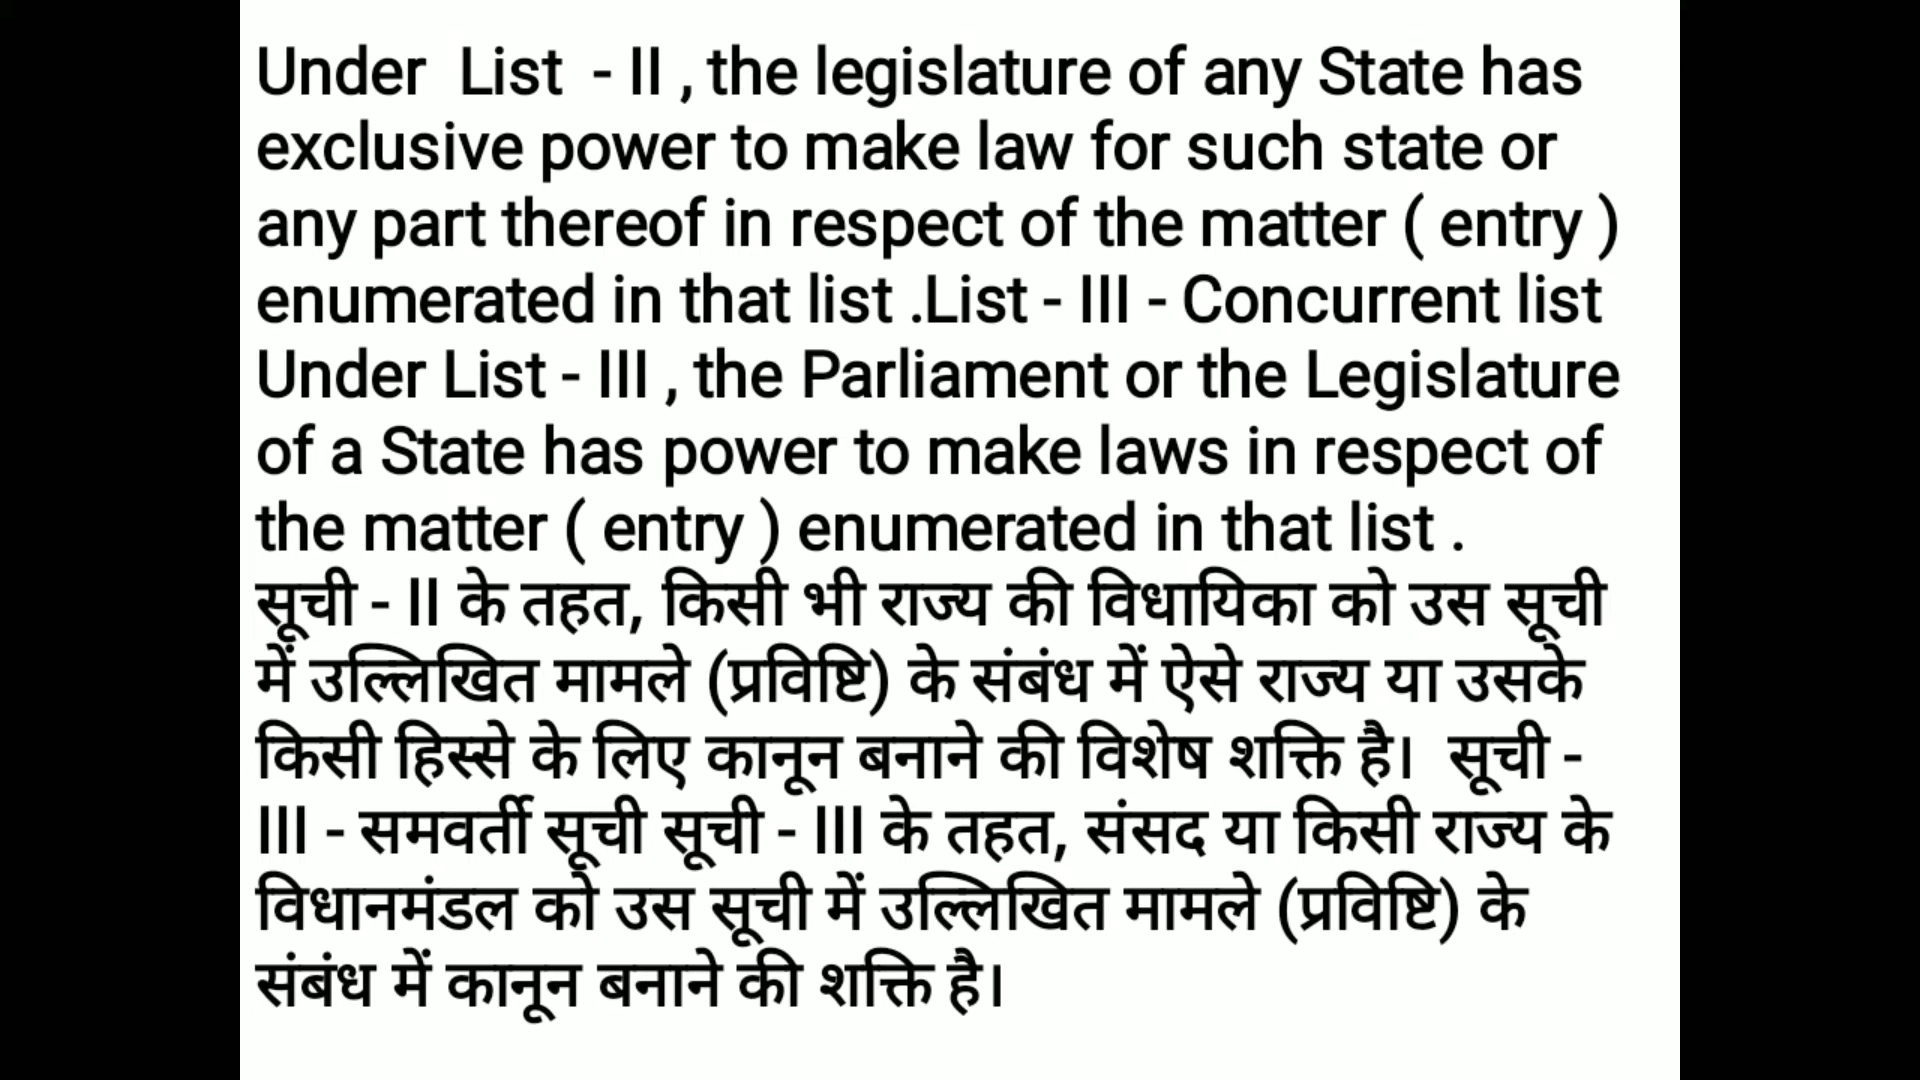 Under List - II , the legislature of any State has
exclusive power to make law for such state or
any part thereof in respect of the matter ( entry )
enumerated in that list .List - III - Concurrent list
Under List - III , the Parliament or the Legislature
of a State has power to make laws in respect of
the matter ( entry ) enumerated in that list .
सूची - II के तहत, किसी भी राज्य की विधायिका को उस सूची
में उल्लिखित मामले (प्रविष्टि) के संबंध में ऐसे राज्य या उसके
किसी हिस्से के लिए कानून बनाने की विशेष शक्ति है। सूची -
III - समवर्ती सूची सूची - III के तहत, संसद या किसी राज्य के
विधानमंडल को उस सूची में उल्लिखित मामले (प्रविष्टि) के
संबंध में कानून बनाने की शक्ति है।